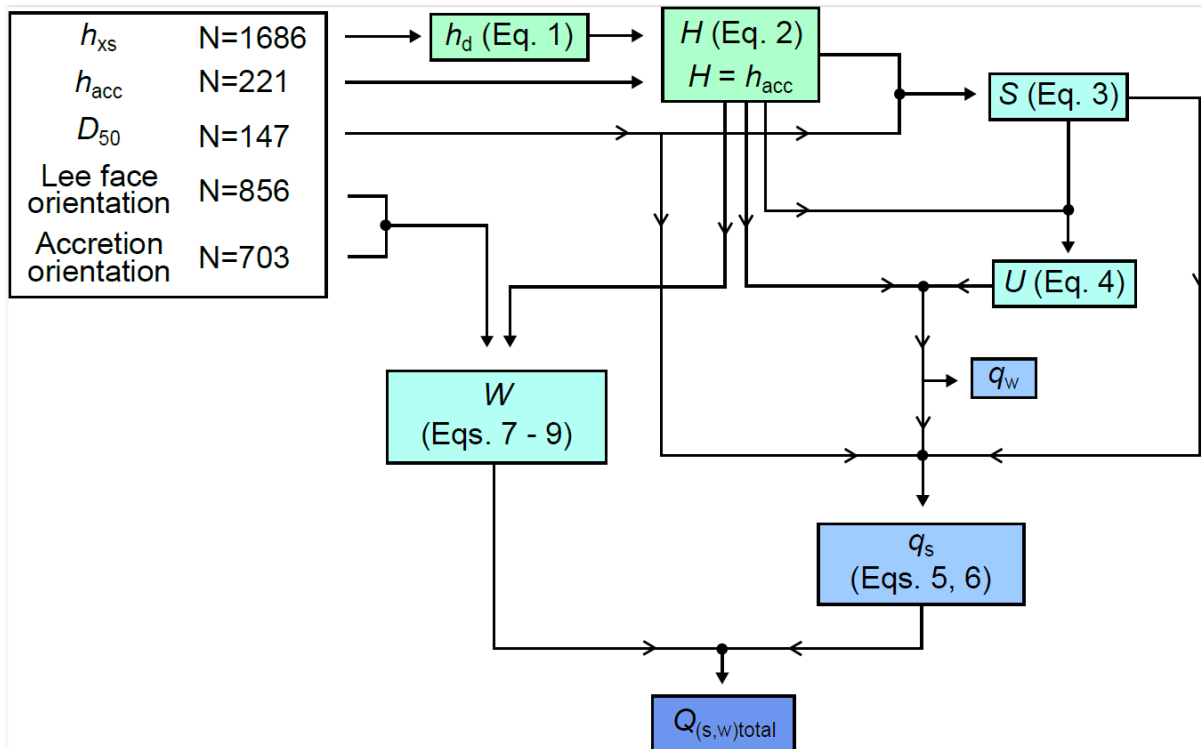 h_xs N=1686
h_acc N=221
D_50 N=147
Lee face
orientation N=856
Accretion
orientation N=703
h_d (Eq. 1)
H (Eq. 2)
H = h_acc
S (Eq. 3)
U (Eq. 4)
q_w
W
(Eqs. 7 - 9)
q_s
(Eqs. 5, 6)
Q_(s,w)total